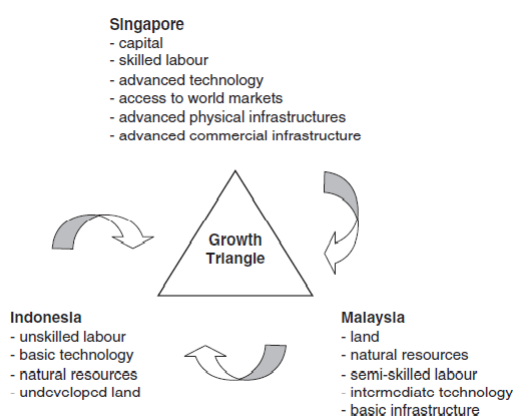 Singapore
- capital
- skilled labour
- advanced technology
- access to world markets
- advanced physical infrastructures
- advanced commercial infrastructure
Growth
Triangle
Indonesia
- unskilled labour
- basic technology
- natural resources
- undeveloped land
Malaysia
- land
- natural resources
- semi-skilled labour
- intermediate technology
- basic infrastructure